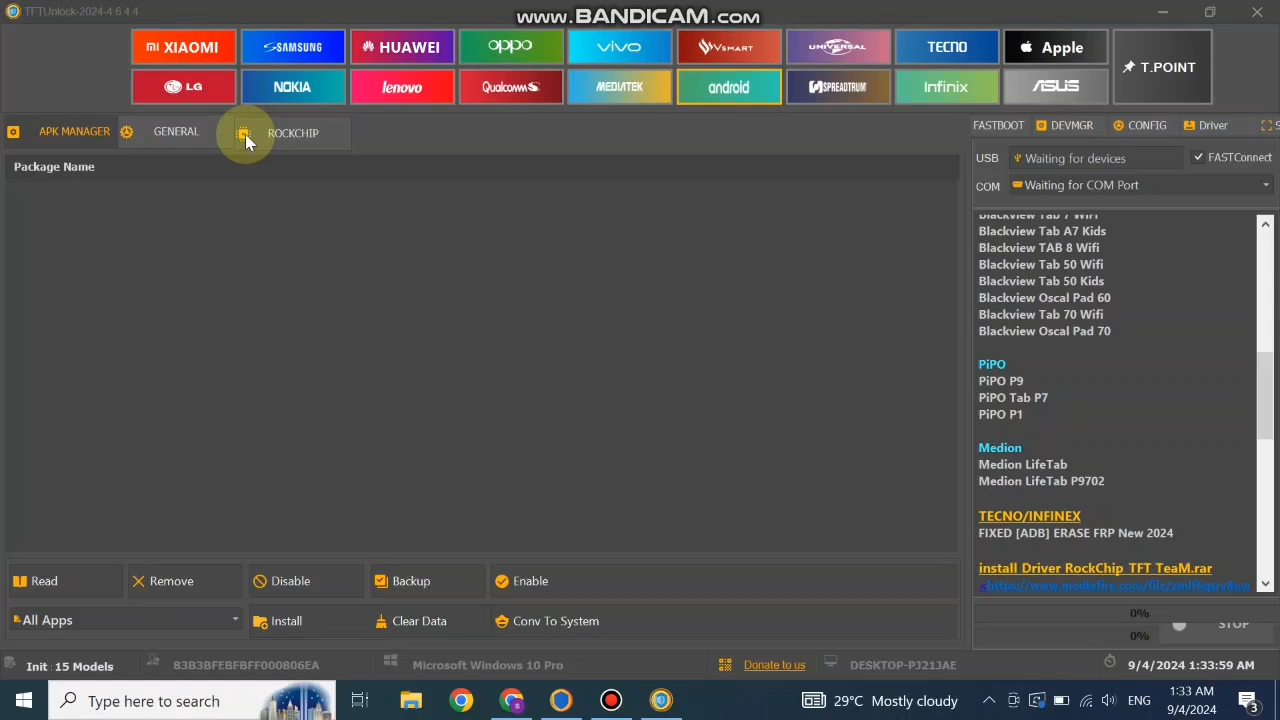 TFTUnlock-2024-4.6.4.4
www.BANDICAM.com
XIAOMI
SAMSUNG
HUAWEI
oppo
vivo
VSMART
UNIVERSAL
TECNO
Apple
T.POINT
LG
NOKIA
lenovo
Qualcomm
MEDIATEK
android
SPREADTRUM
Infinix
ASUS
APK MANAGER
GENERAL
ROCKCHIP
FASTBOOT
DEVMGR
CONFIG
Driver
Package Name
USB
Waiting for devices
FASTConnect
COM
Waiting for COM Port
Blackview Tab 7 WiFi
Blackview Tab A7 Kids
Blackview TAB 8 Wifi
Blackview Tab 50 Wifi
Blackview Tab 50 Kids
Blackview Oscal Pad 60
Blackview Tab 70 Wifi
Blackview Oscal Pad 70
PiPO
PiPO P9
PiPO Tab P7
PiPO P1
Medion
Medion LifeTab
Medion LifeTab P9702
TECNO/INFINEX
FIXED [ADB] ERASE FRP New 2024
install Driver RockChip TFT TeaM.rar
Read
Remove
Disable
Backup
Enable
All Apps
Install
Clear Data
Conv To System
0%
0%
STOP
Init : 15 Models
83B3BFEBFBFF000806EA
Microsoft Windows 10 Pro
Donate to us
DESKTOP-PJ21JAE
9/4/2024 1:33:59 AM
Type here to search
29°C Mostly cloudy
ENG
1:33 AM
9/4/2024
3